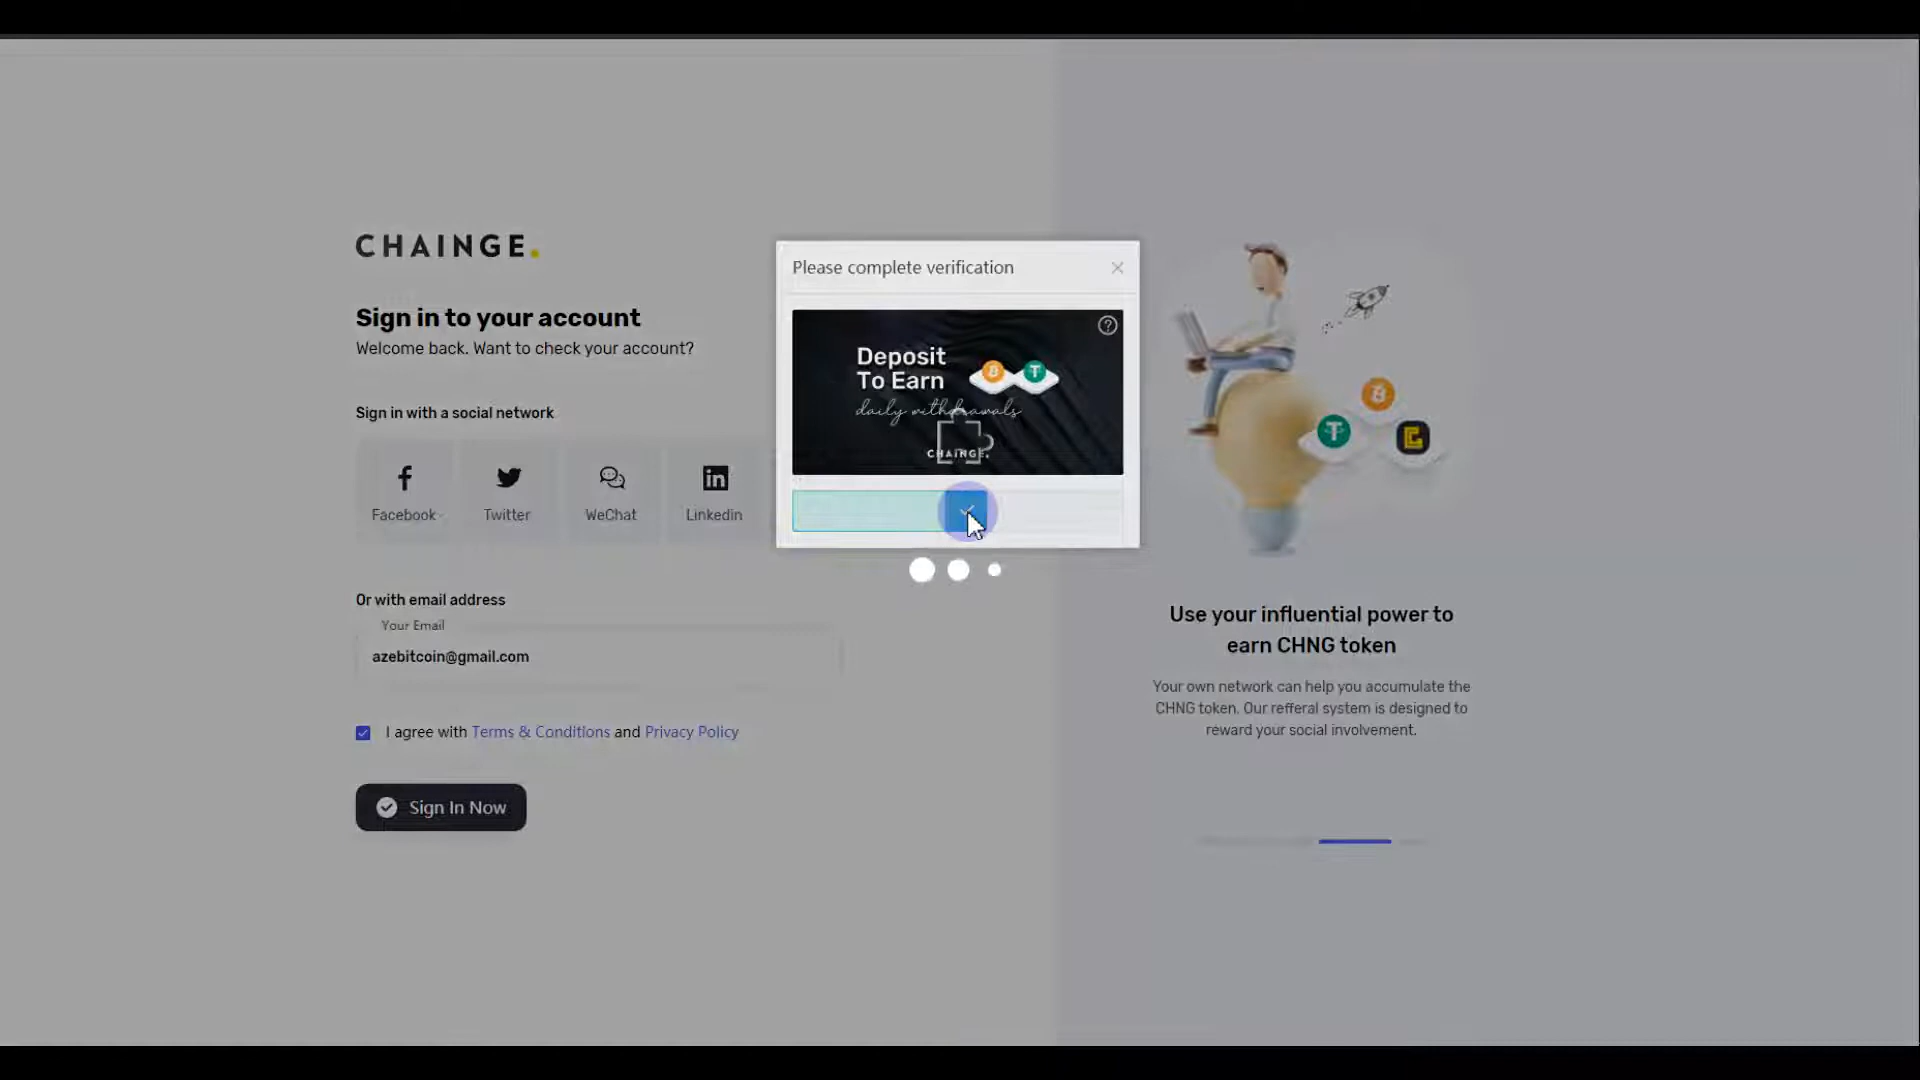 CHAINGE.
Sign in to your account
Welcome back. Want to check your account?
Sign in with a social network
Facebook
Twitter
WeChat
Linkedin
Or with email address
Your Email
azebitcoin@gmail.com
I agree with Terms & Conditions and Privacy Policy
Sign In Now
Please complete verification
Deposit
To Earn
daily withdrawals
CHAINGE.
Use your influential power to
earn CHNG token
Your own network can help you accumulate the
CHNG token. Our refferal system is designed to
reward your social involvement.